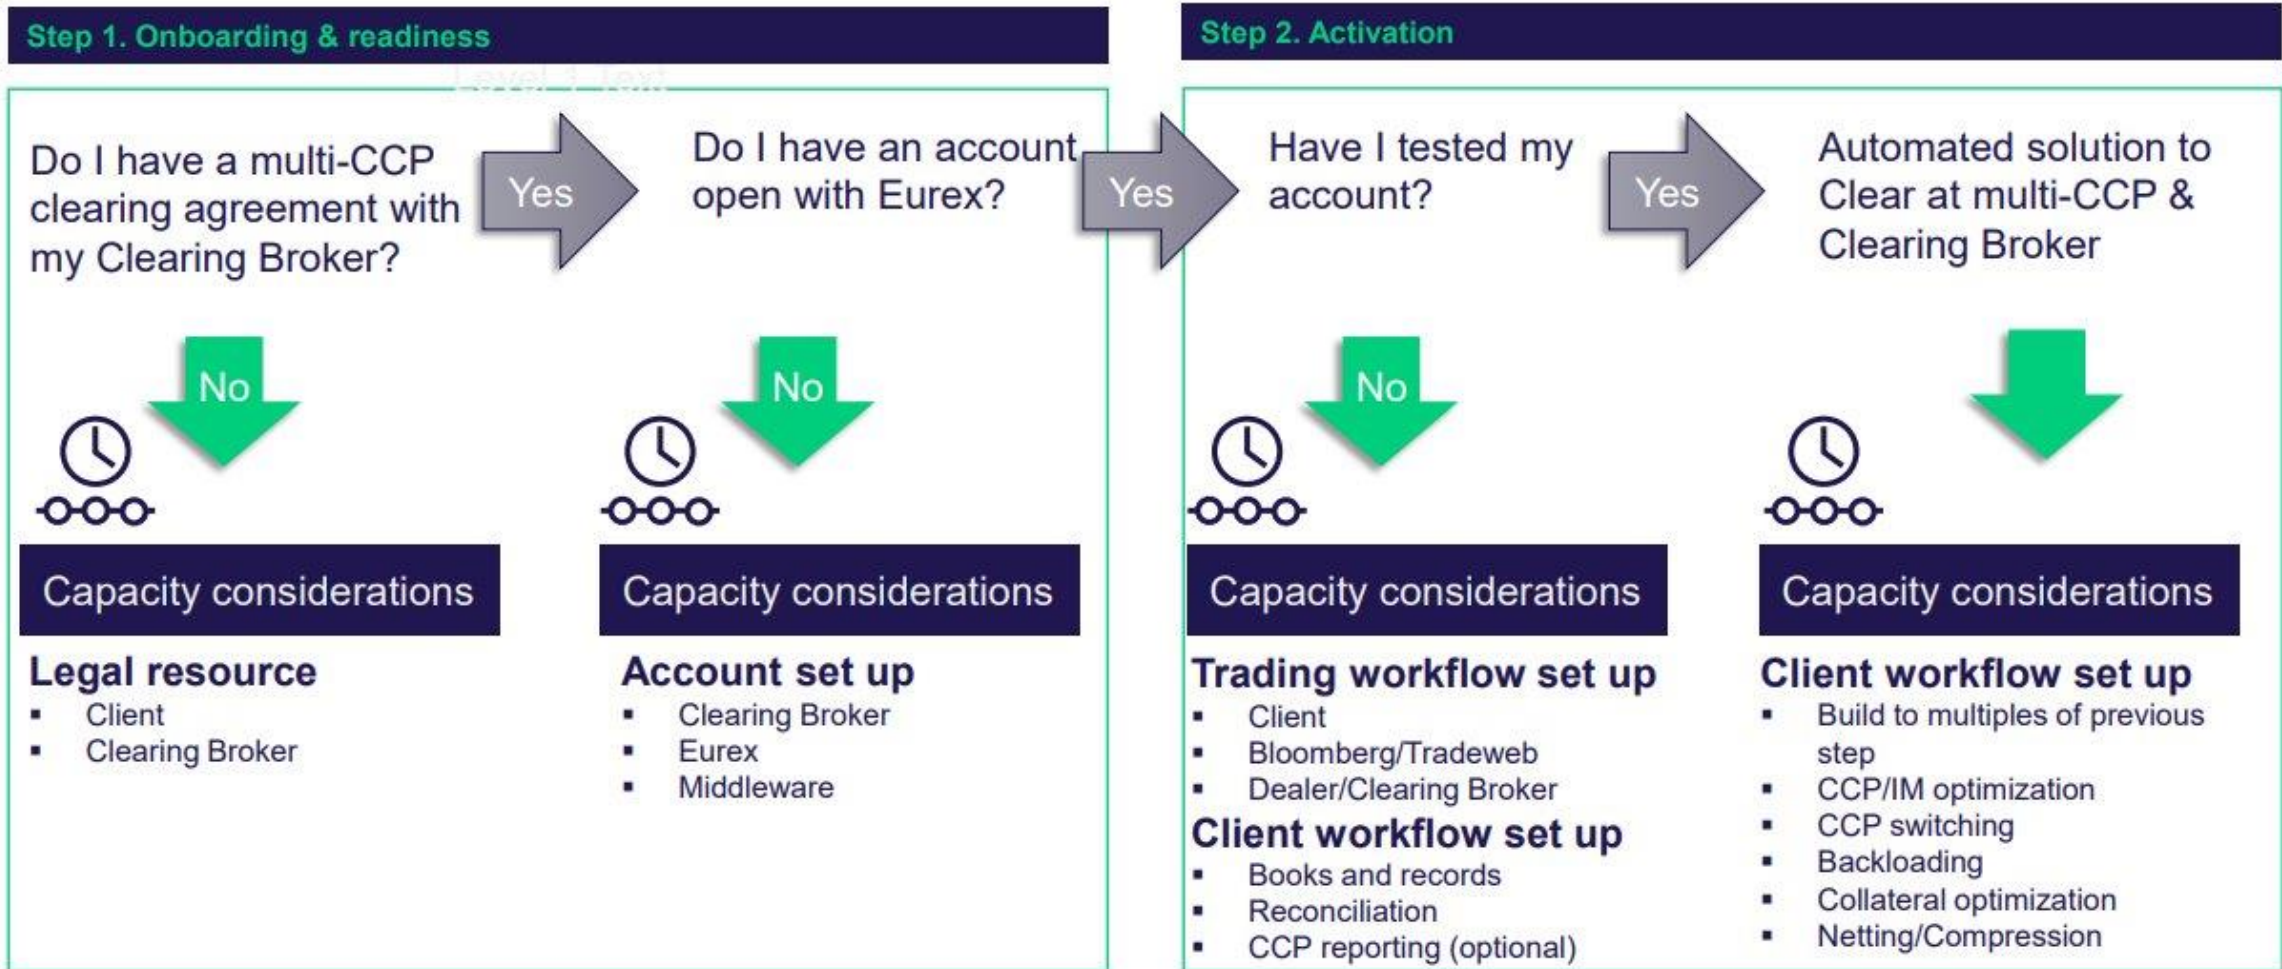 Step 1. Onboarding & readiness
Level 1 Text
Do I have a multi-CCP
clearing agreement with
my Clearing Broker?
Yes
Do I have an account
open with Eurex?
Yes
No
No
Capacity considerations
Capacity considerations
Legal resource
▪ Client
▪ Clearing Broker
Account set up
▪ Clearing Broker
▪ Eurex
▪ Middleware
Step 2. Activation
Have I tested my
account?
Yes
Automated solution to
Clear at multi-CCP &
Clearing Broker
No
Capacity considerations
Capacity considerations
Trading workflow set up
▪ Client
▪ Bloomberg/Tradeweb
▪ Dealer/Clearing Broker
Client workflow set up
▪ Books and records
▪ Reconciliation
▪ CCP reporting (optional)
Client workflow set up
▪ Build to multiples of previous
step
▪ CCP/IM optimization
▪ CCP switching
▪ Backloading
▪ Collateral optimization
▪ Netting/Compression